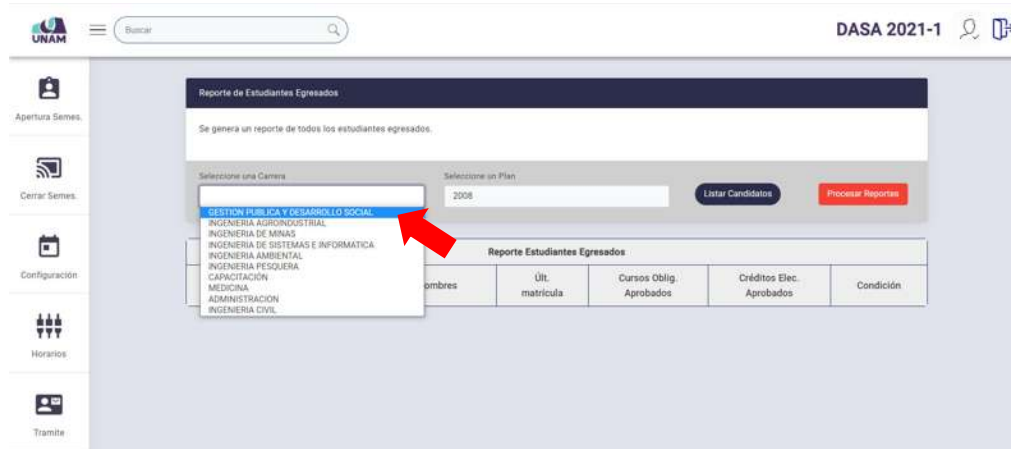 UNAM
Buscar
DASA 2021-1
Apertura Semes.
Cerrar Semes.
Configuración
Horarios
Tramite
Reporte de Estudiantes Egresados
Se genera un reporte de todos los estudiantes egresados.
Seleccione una Carrera
Seleccione un Plan
2008
Listar Candidatos
Procesar Reportes
GESTION PUBLICA Y DESARROLLO SOCIAL
INGENIERIA AGROINDUSTRIAL
INGENIERIA DE MINAS
INGENIERIA DE SISTEMAS E INFORMATICA
INGENIERIA AMBIENTAL
INGENIERIA PESQUERA
CAPACITACIÓN
MEDICINA
ADMINISTRACION
INGENIERIA CIVIL
Reporte Estudiantes Egresados
ombres
Últ.
matrícula
Cursos Oblig.
Aprobados
Créditos Elec.
Aprobados
Condición